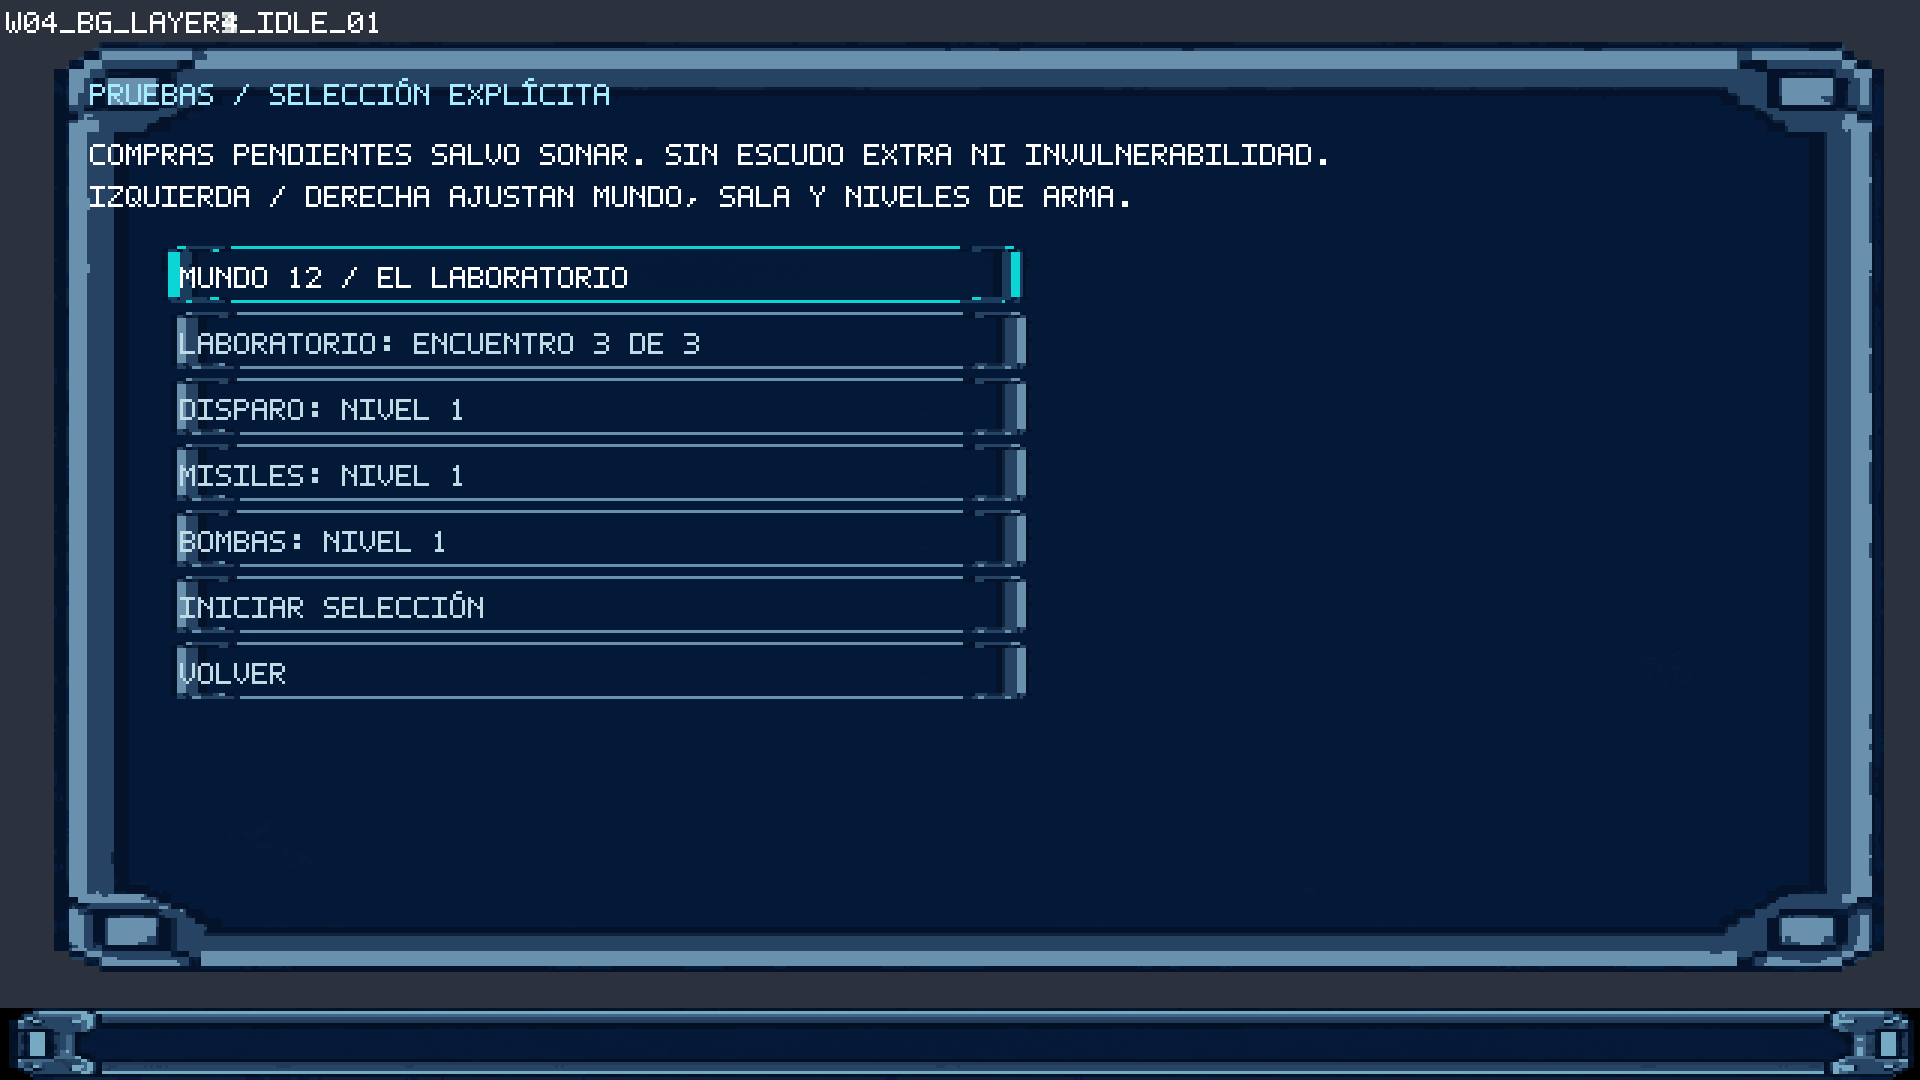 W04_BG_LAYER_IDLE_01
PRUEBAS / SELECCIÓN EXPLÍCITA
COMPRAS PENDIENTES SALVO SONAR. SIN ESCUDO EXTRA NI INVULNERABILIDAD.
IZQUIERDA / DERECHA AJUSTAN MUNDO, SALA Y NIVELES DE ARMA.
MUNDO 12 / EL LABORATORIO
LABORATORIO: ENCUENTRO 3 DE 3
DISPARO: NIVEL 1
MISILES: NIVEL 1
BOMBAS: NIVEL 1
INICIAR SELECCIÓN
VOLVER